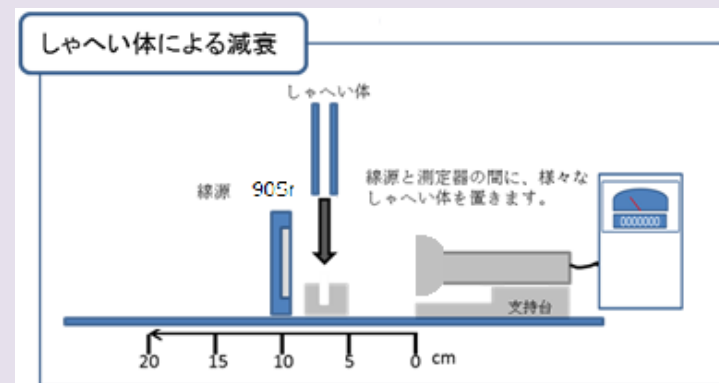 しゃへい体による減衰
しゃへい体
線源 90Sr
線源と測定器の間に、様々な
しゃへい体を置きます。
0000000
支持台
20 15 10 5 0 cm